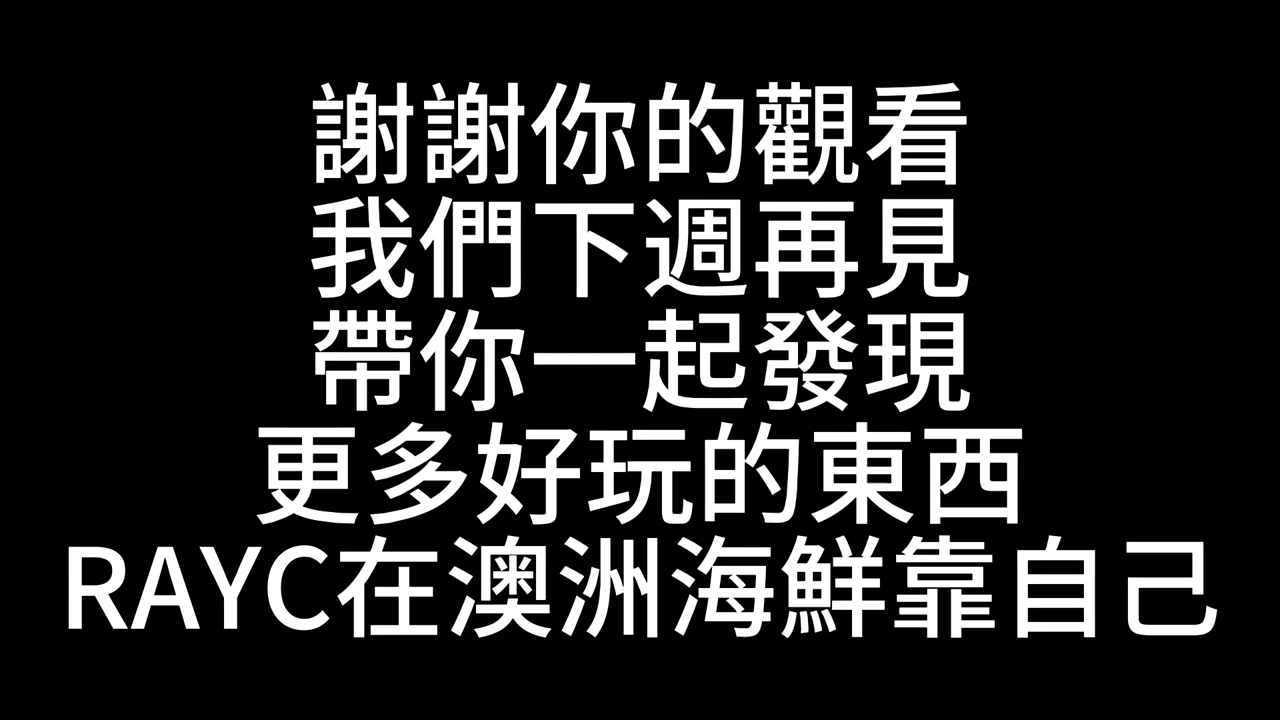 謝謝你的觀看
我們下週再見
帶你一起發現
更多好玩的東西
RAYC在澳洲海鮮靠自己